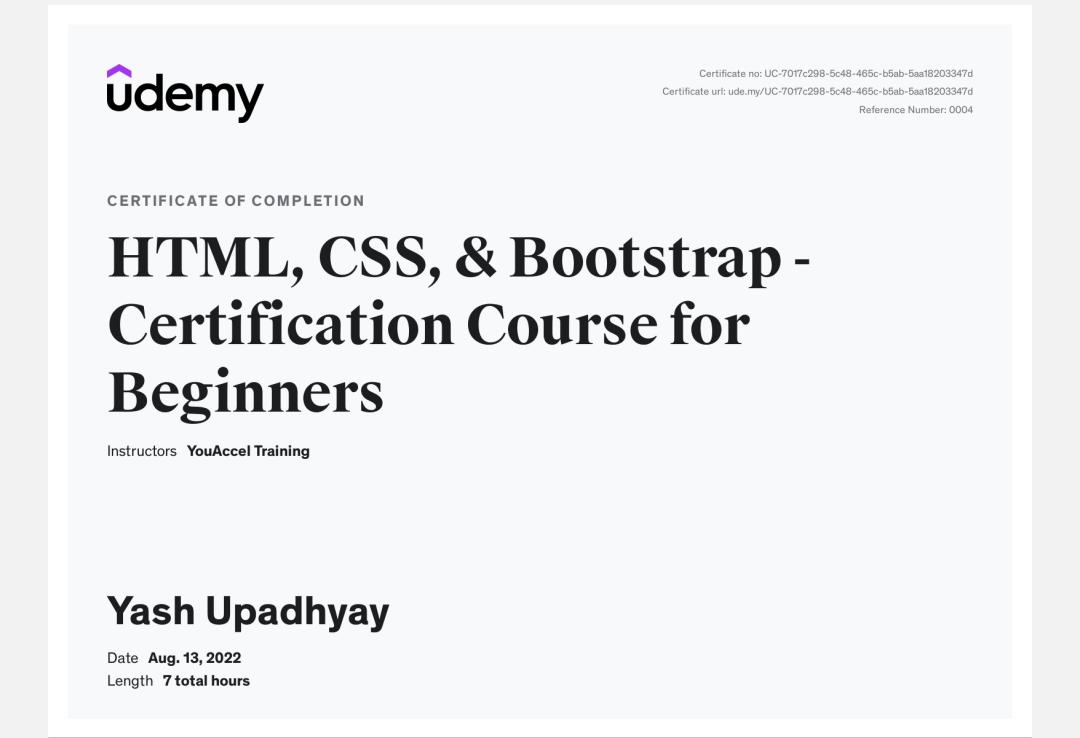 udemy
Certificate no: UC-7017c298-5c48-465c-b5ab-5aa18203347d
Certificate url: ude.my/UC-7017c298-5c48-465c-b5ab-5aa18203347d
Reference Number: 0004
CERTIFICATE OF COMPLETION
HTML, CSS, & Bootstrap -
Certification Course for
Beginners
Instructors YouAccel Training
Yash Upadhyay
Date Aug. 13, 2022
Length 7 total hours